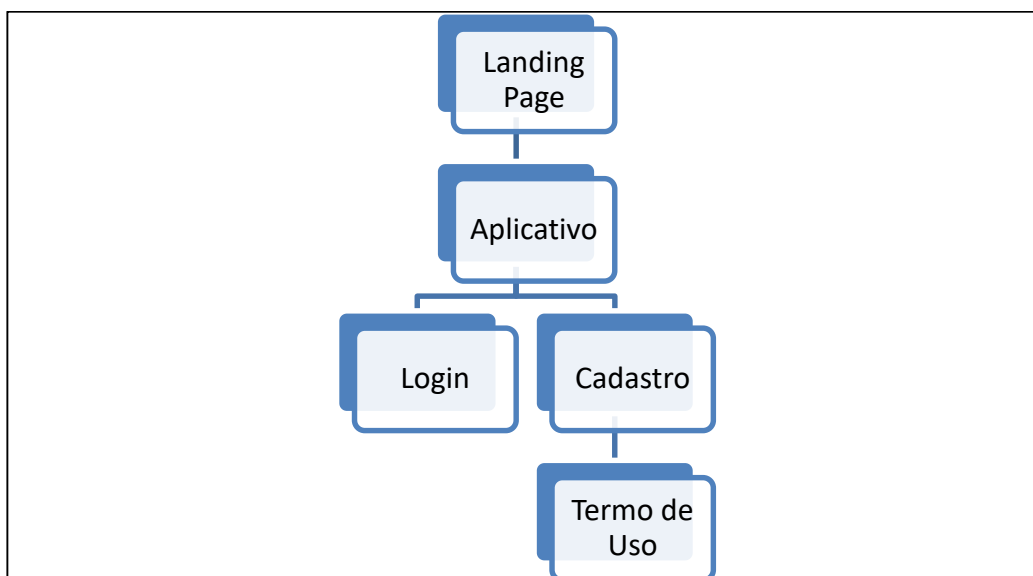 Landing
Page
Aplicativo
Login
Cadastro
Termo de
Uso